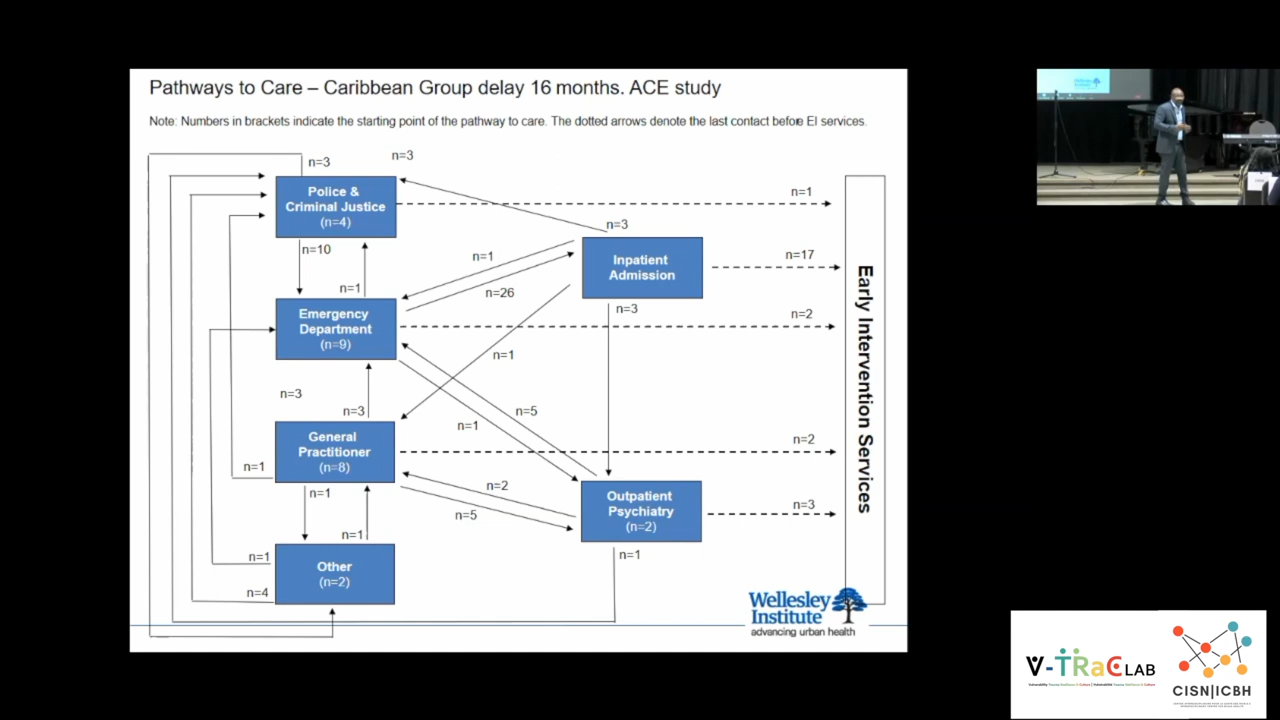 Pathways to Care – Caribbean Group delay 16 months. ACE study
Note: Numbers in brackets indicate the starting point of the pathway to care. The dotted arrows denote the last contact before EI services.
n=3
n=3
Police &
Criminal Justice
(n=4)
n=1
n=3
n=10
n=1
Inpatient
Admission
n=17
n=1
n=26
n=3
n=2
Emergency
Department
(n=9)
n=1
n=3
n=3
n=5
n=1
General
Practitioner
(n=8)
n=2
n=1
n=1
n=2
n=5
Outpatient
Psychiatry
(n=2)
n=3
n=1
n=1
n=1
Other
(n=2)
n=4
Early Intervention Services
Wellesley
Institute
advancing urban health
V-TRaC LAB
CISN|ICBH